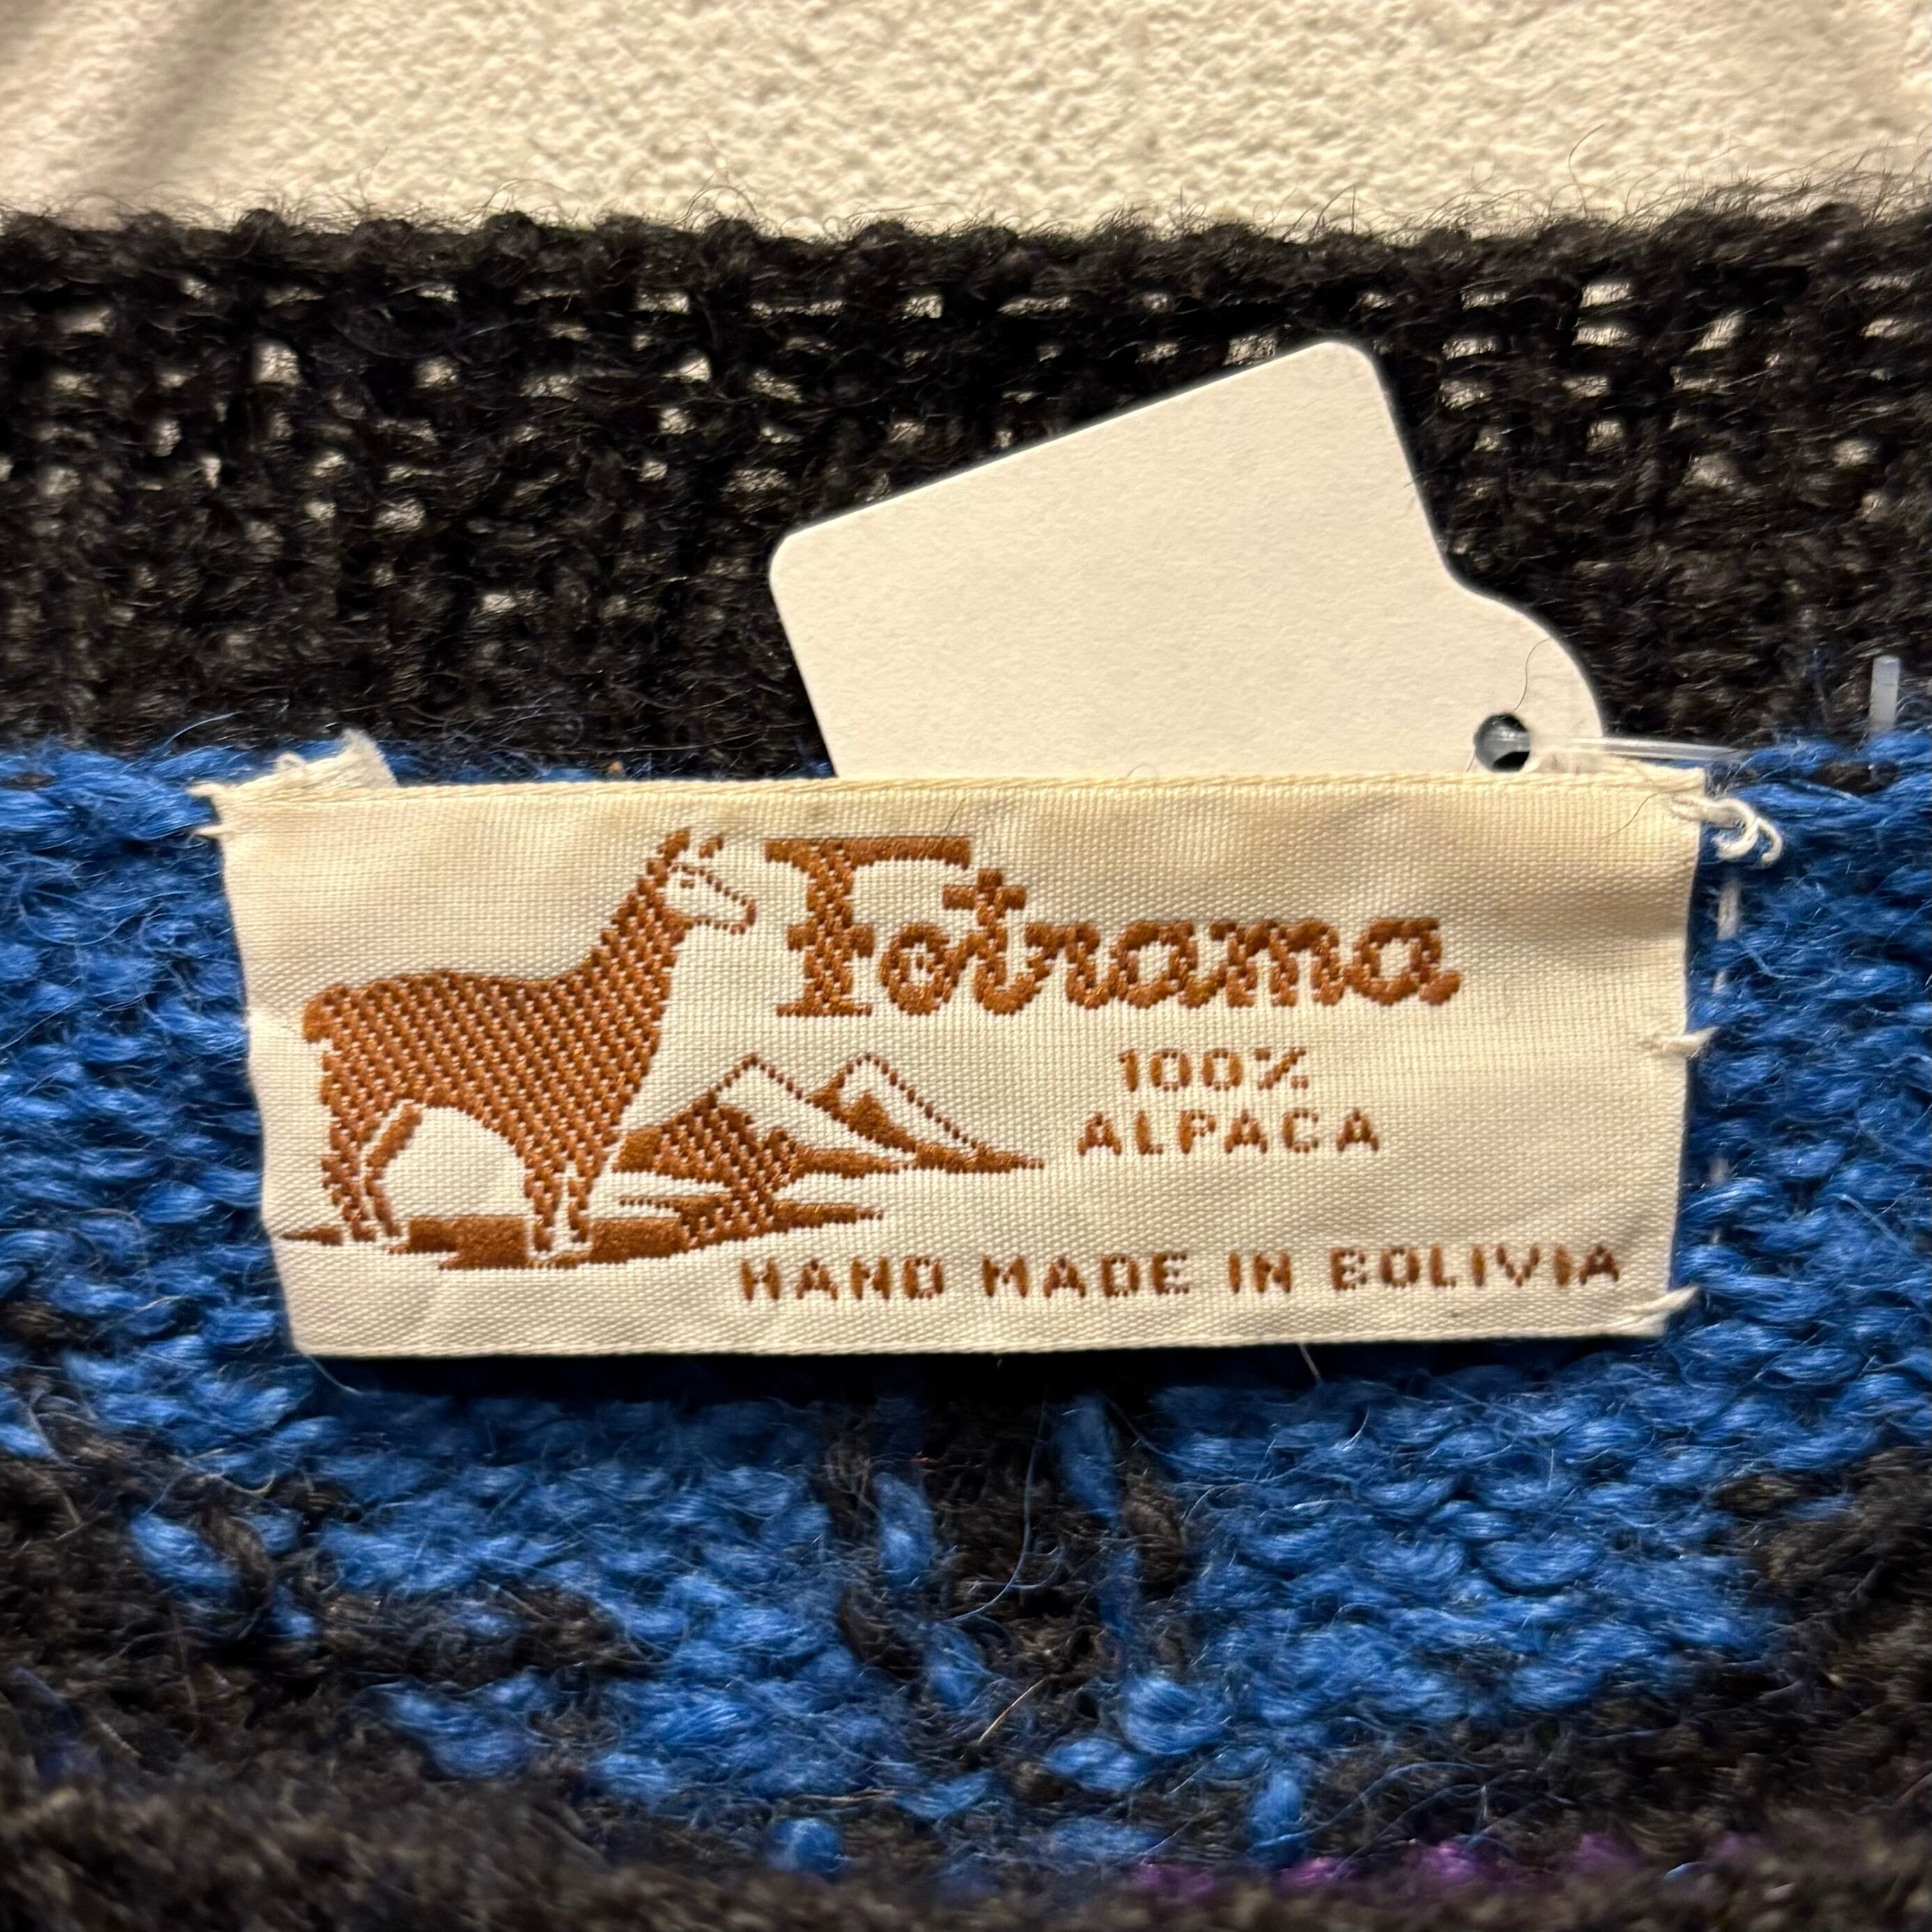 Fotrama
100%
ALPACA
HAND MADE IN BOLIVIA